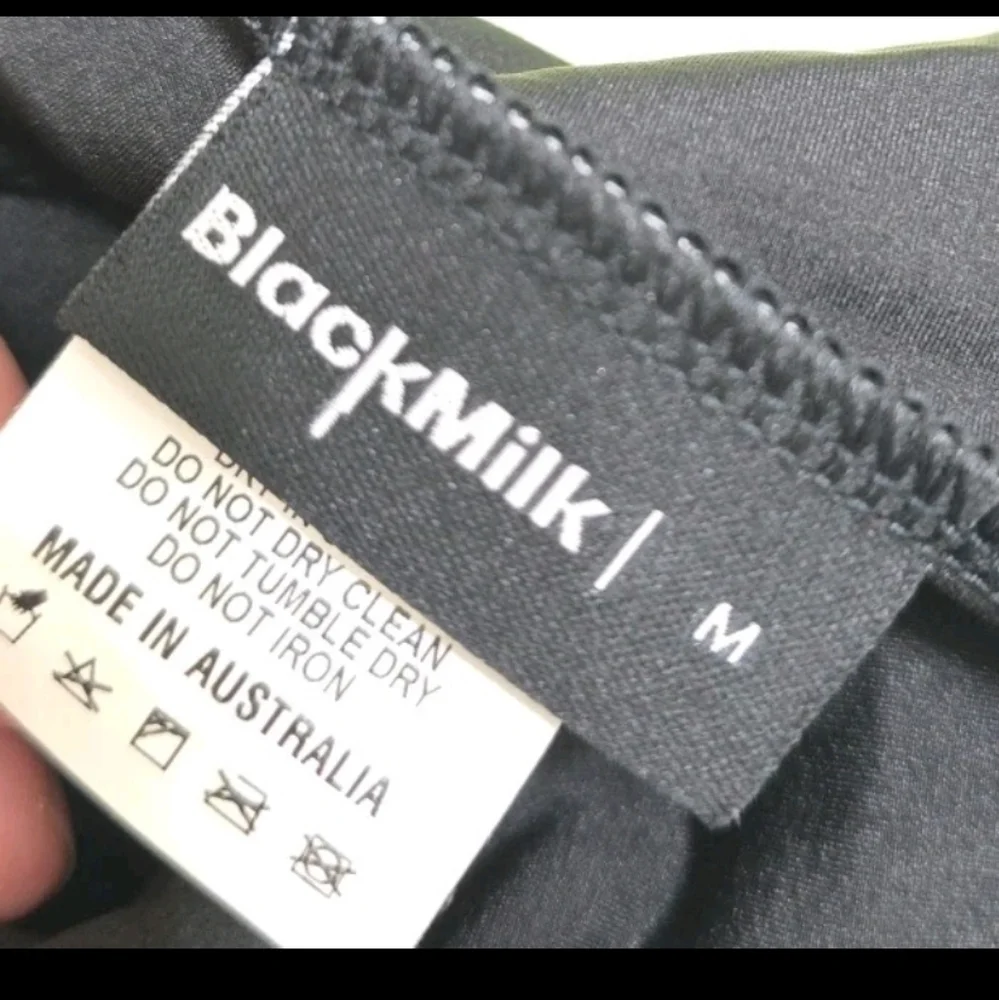 BlackMilk
M
DO NOT DRY CLEAN
DO NOT TUMBLE DRY
DO NOT IRON
MADE IN AUSTRALIA